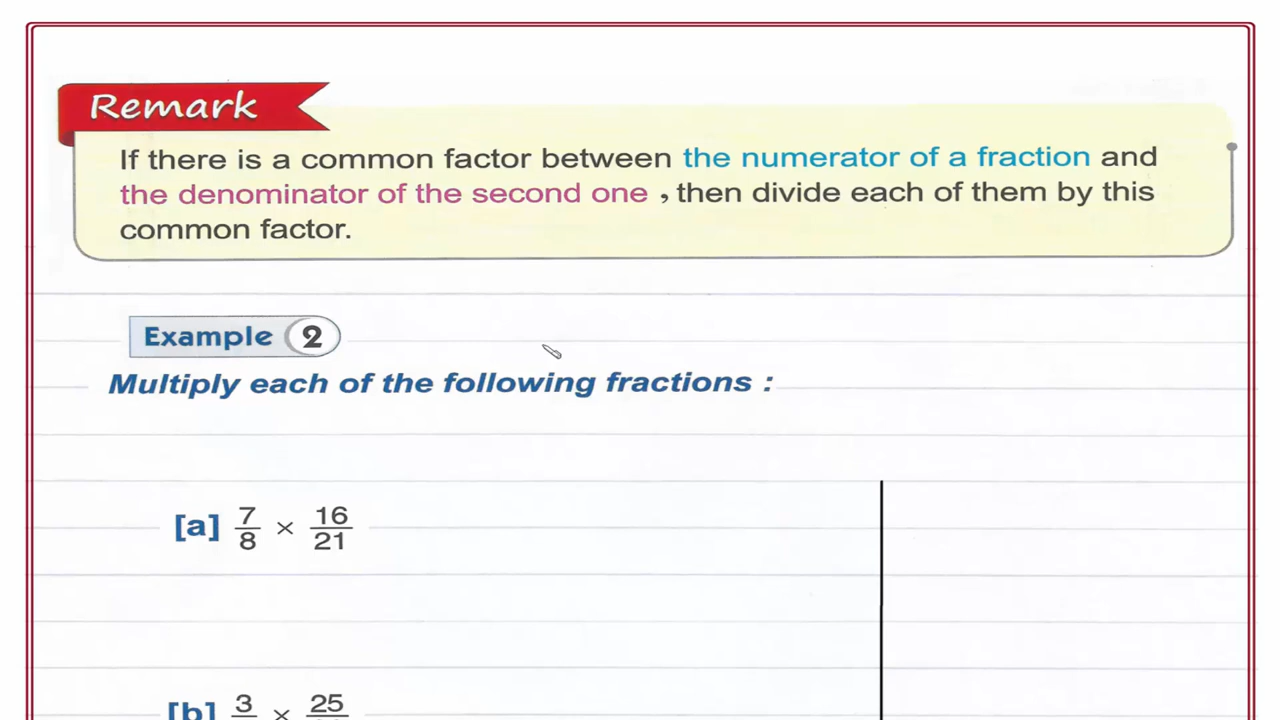 Remark
If there is a common factor between the numerator of a fraction and
the denominator of the second one , then divide each of them by this
common factor.
Example 2
Multiply each of the following fractions :
[a] 7/8 × 16/21
[b] 3 × 25